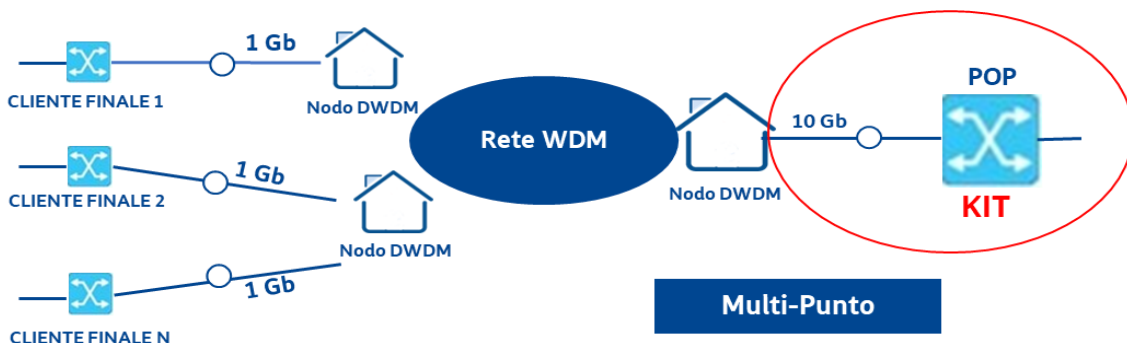 1 Gb
CLIENTE FINALE 1
Nodo DWDM
1 Gb
CLIENTE FINALE 2
Nodo DWDM
1 Gb
CLIENTE FINALE N
Rete WDM
Nodo DWDM
10 Gb
POP
KIT
Multi-Punto